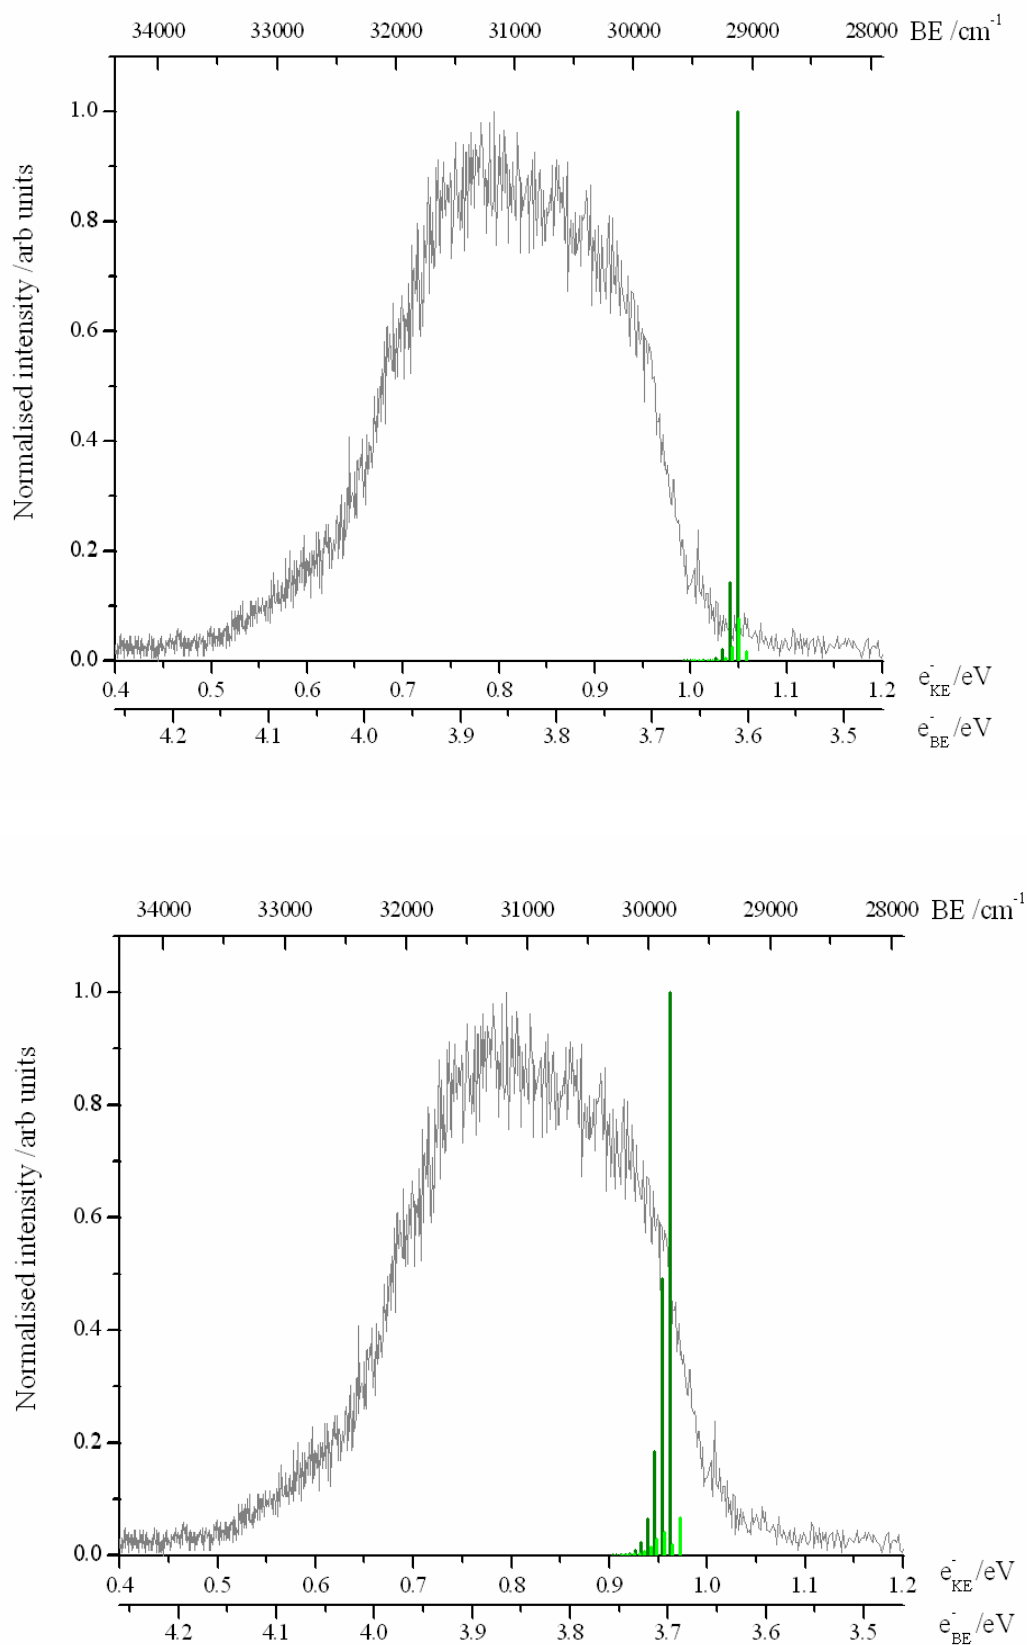 34000 33000 32000 31000 30000 29000 28000 BE /cm⁻¹
Normalised intensity /arb units
1.0
0.8
0.6
0.4
0.2
0.0
0.4 0.5 0.6 0.7 0.8 0.9 1.0 1.1 1.2 e⁻KE /eV
4.2 4.1 4.0 3.9 3.8 3.7 3.6 3.5 e⁻BE /eV
34000 33000 32000 31000 30000 29000 28000 BE /cm⁻¹
Normalised intensity /arb units
1.0
0.8
0.6
0.4
0.2
0.0
0.4 0.5 0.6 0.7 0.8 0.9 1.0 1.1 1.2 e⁻KE /eV
4.2 4.1 4.0 3.9 3.8 3.7 3.6 3.5 e⁻BE /eV